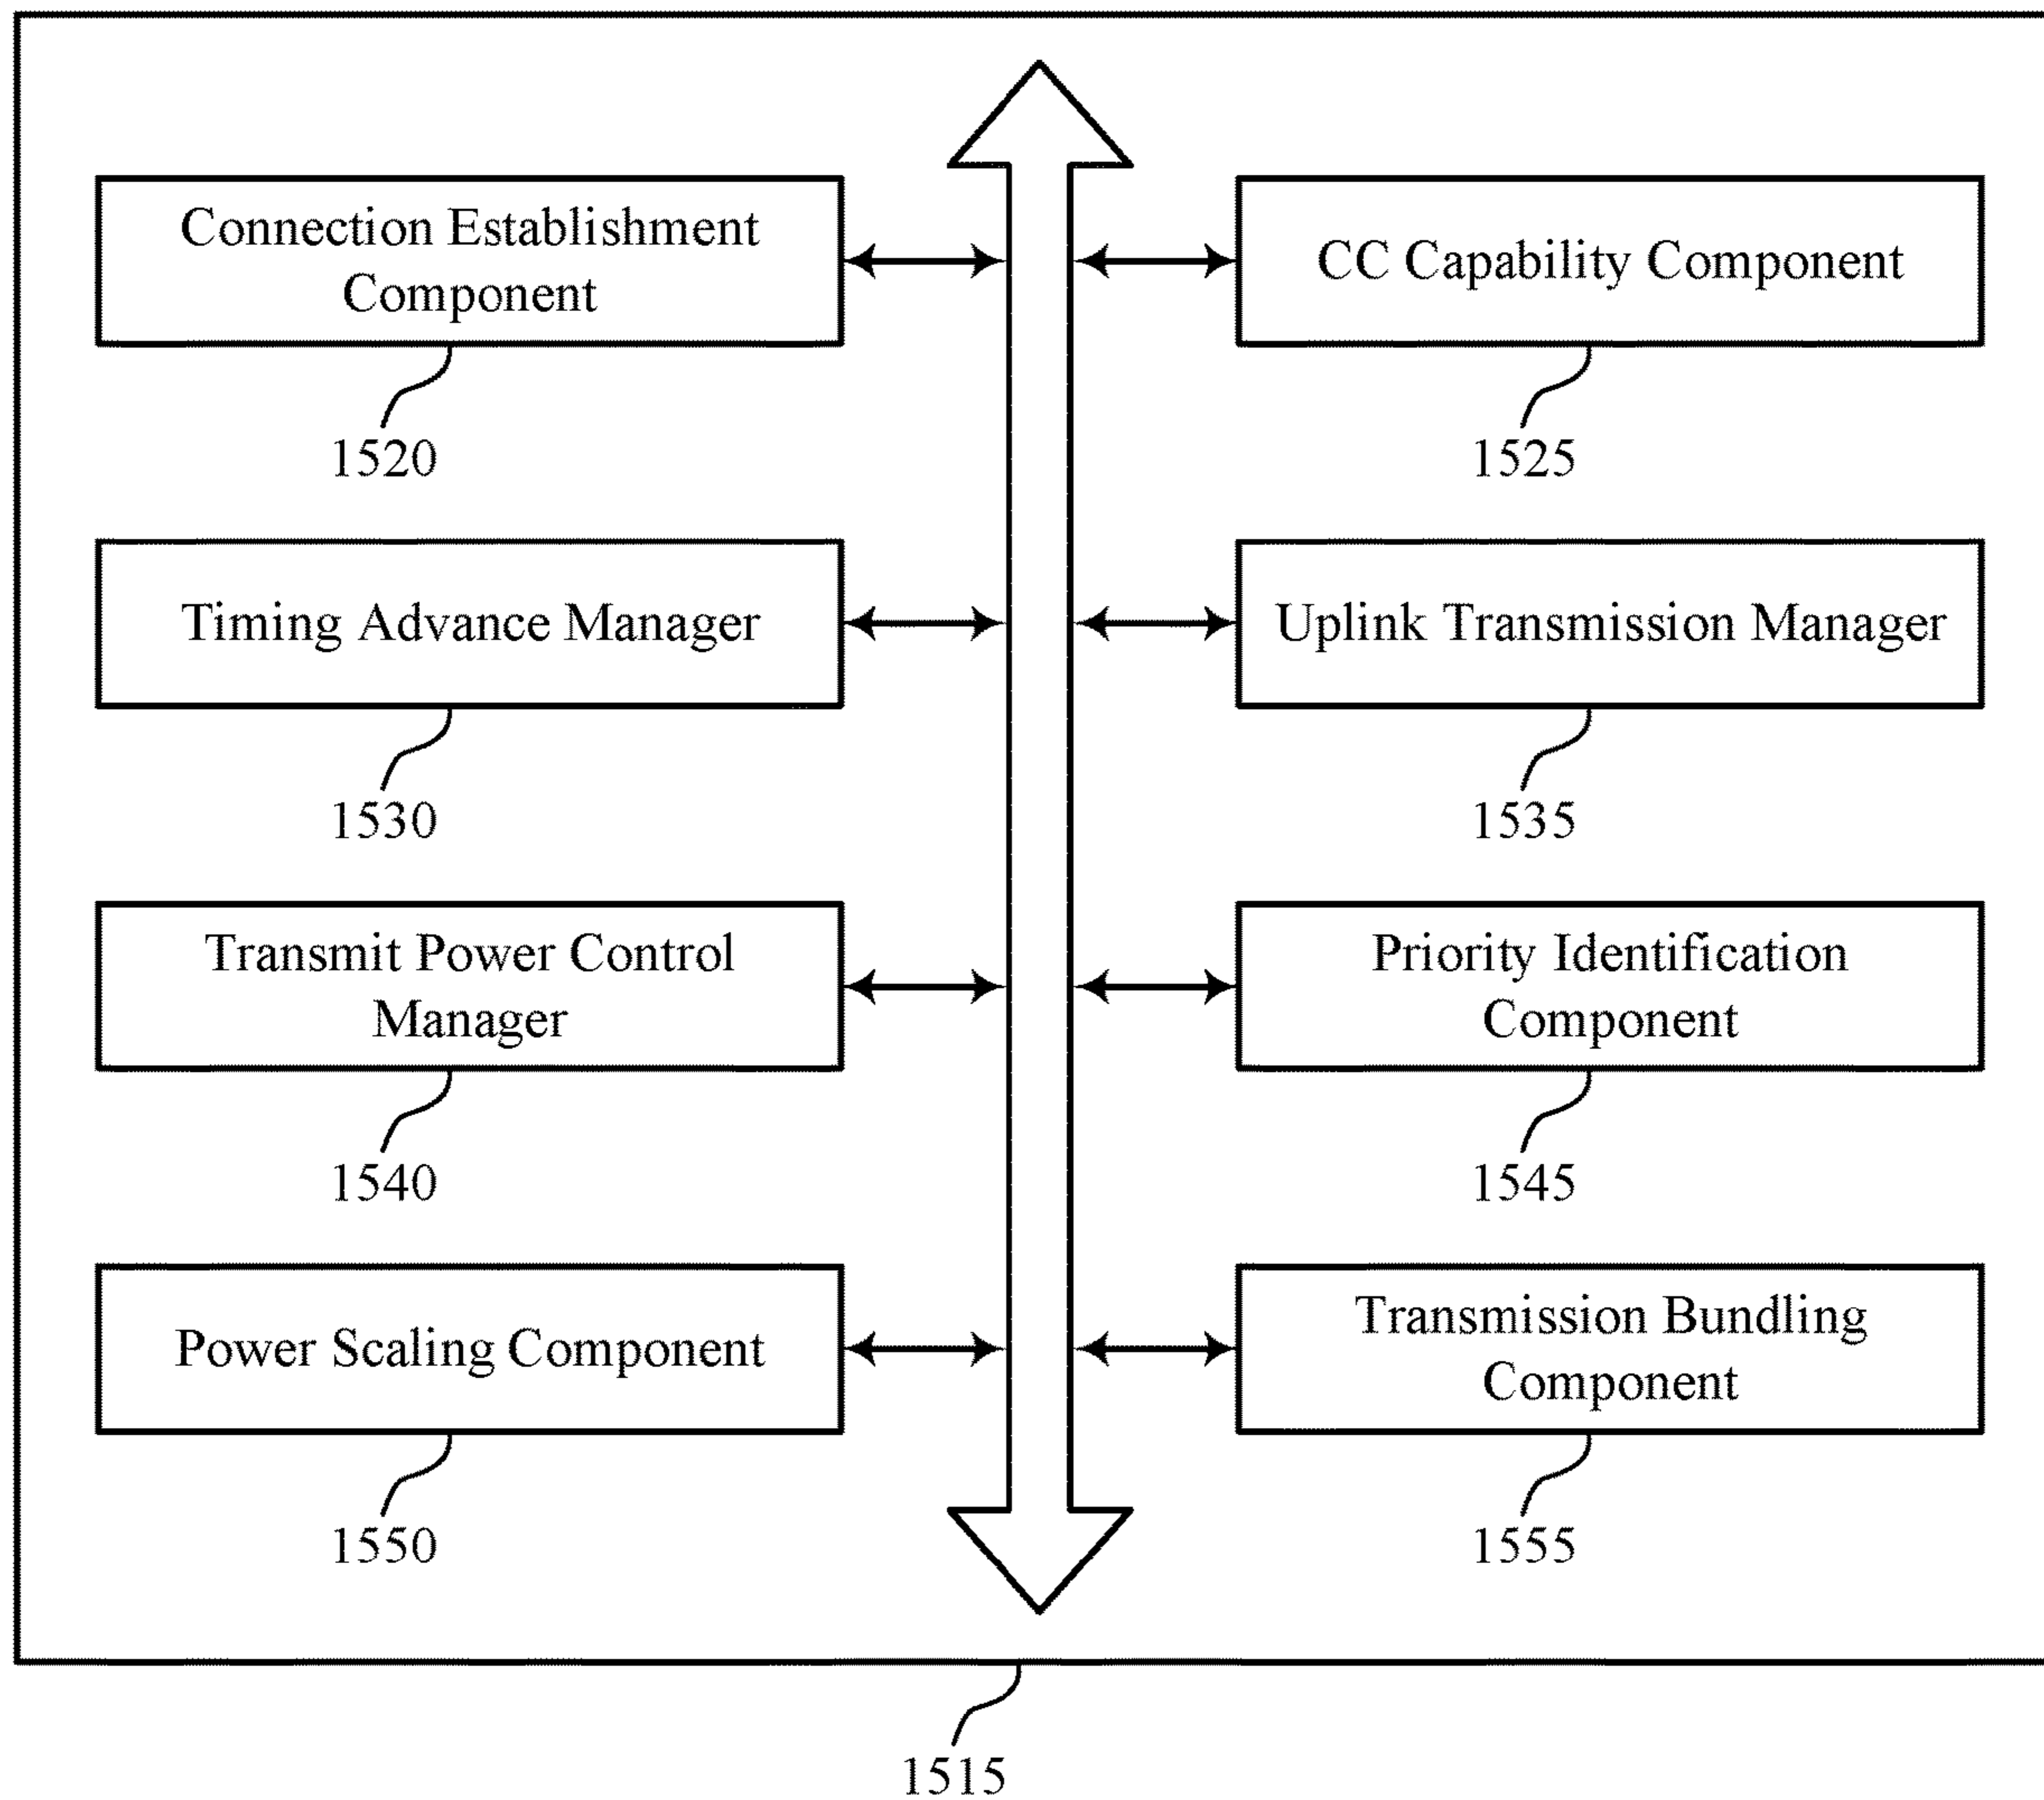 Connection Establishment
Component
1520
CC Capability Component
1525
Timing Advance Manager
1530
Uplink Transmission Manager
1535
Transmit Power Control
Manager
1540
Priority Identification
Component
1545
Power Scaling Component
1550
Transmission Bundling
Component
1555
1515